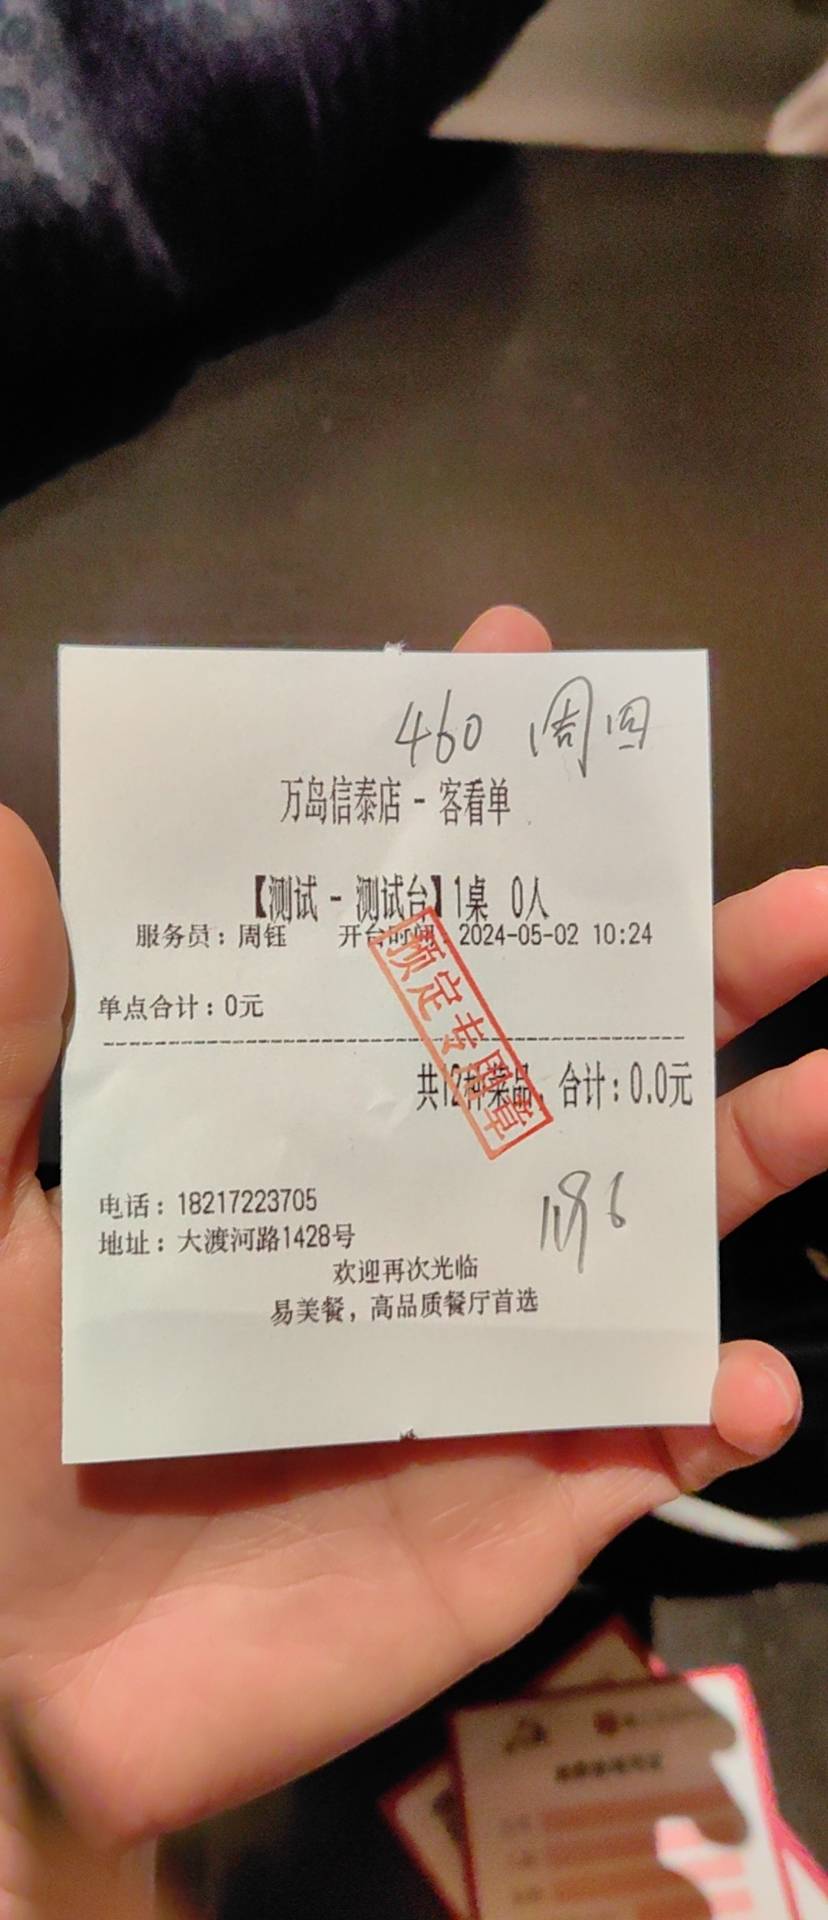 460 周四
万岛信泰店 - 客看单
【测试 - 测试台】1桌 0人
服务员：周钰 开台时间：2024-05-02 10:24
单点合计：0元
预定专用章
共12种菜品，合计：0.0元
电话：18217223705
地址：大渡河路1428号
欢迎再次光临
易美餐，高品质餐厅首选